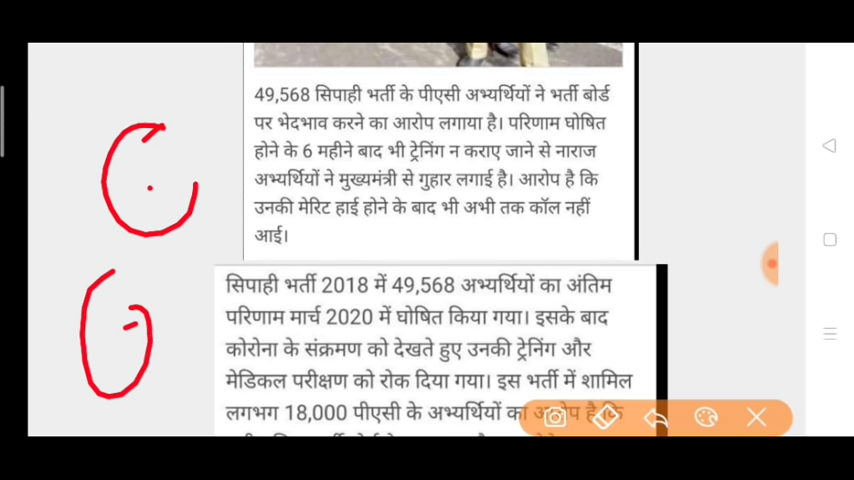 49,568 सिपाही भर्ती के पीएसी अभ्यर्थियों ने भर्ती बोर्ड
पर भेदभाव करने का आरोप लगाया है। परिणाम घोषित
होने के 6 महीने बाद भी ट्रेनिंग न कराए जाने से नाराज
अभ्यर्थियों ने मुख्यमंत्री से गुहार लगाई है। आरोप है कि
उनकी मेरिट हाई होने के बाद भी अभी तक कॉल नहीं
आई।
सिपाही भर्ती 2018 में 49,568 अभ्यर्थियों का अंतिम
परिणाम मार्च 2020 में घोषित किया गया। इसके बाद
कोरोना के संक्रमण को देखते हुए उनकी ट्रेनिंग और
मेडिकल परीक्षण को रोक दिया गया। इस भर्ती में शामिल
लगभग 18,000 पीएसी के अभ्यर्थियों का आरोप है कि